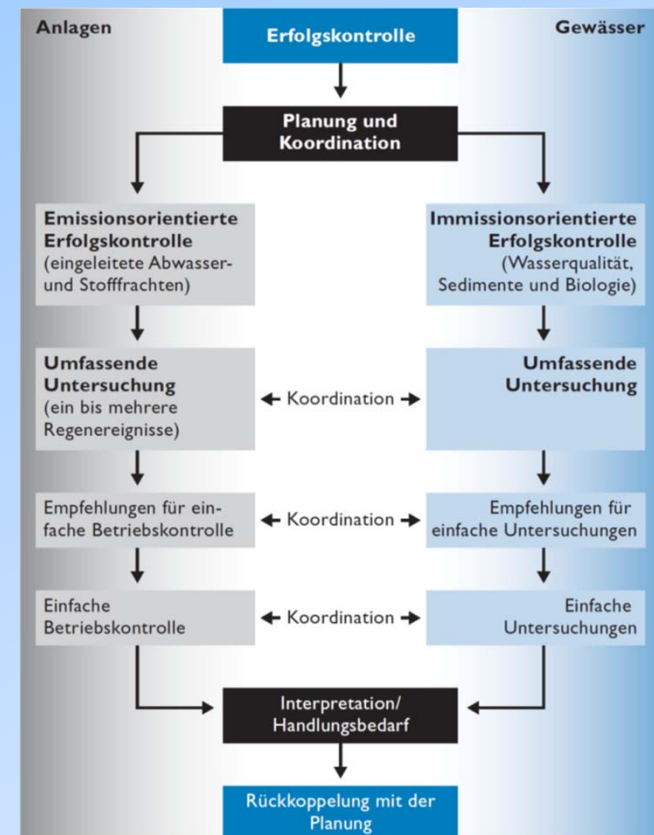 Anlagen
Erfolgskontrolle
Gewässer
Planung und
Koordination
Emissionsorientierte
Erfolgskontrolle
(eingeleitete Abwasser-
und Stofffrachten)
Immissionsorientierte
Erfolgskontrolle
(Wasserqualität,
Sedimente und Biologie)
Umfassende
Untersuchung
(ein bis mehrere
Regenereignisse)
Koordination
Umfassende
Untersuchung
Empfehlungen für ein-
fache Betriebskontrolle
Koordination
Empfehlungen für
einfache Untersuchungen
Einfache
Betriebskontrolle
Koordination
Einfache
Untersuchungen
Interpretation/
Handlungsbedarf
Rückkoppelung mit der
Planung